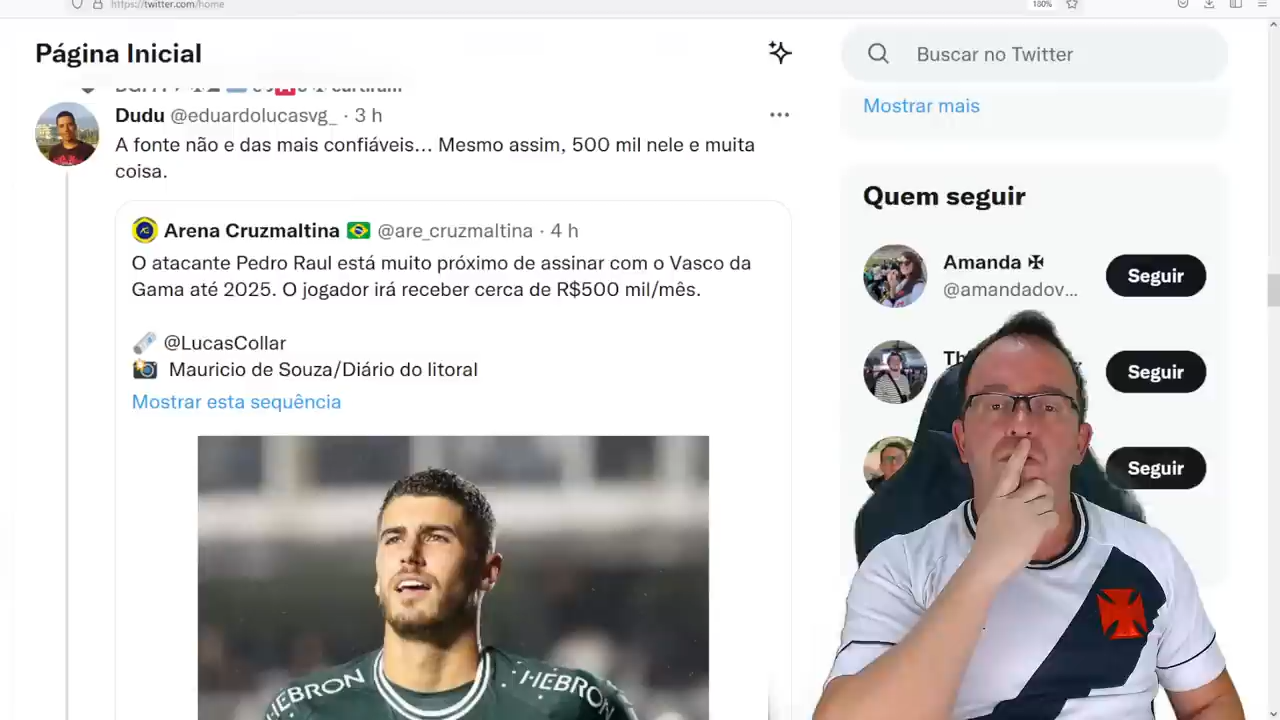 https://twitter.com/home
180%
Página Inicial
Buscar no Twitter
Mostrar mais
curtiram
Dudu @eduardolucasvg_ · 3 h
A fonte não e das mais confiáveis... Mesmo assim, 500 mil nele e muita
coisa.
Arena Cruzmaltina 🇧🇷 @are_cruzmaltina · 4 h
O atacante Pedro Raul está muito próximo de assinar com o Vasco da
Gama até 2025. O jogador irá receber cerca de R$500 mil/mês.
🗞️ @LucasCollar
📸 Mauricio de Souza/Diário do litoral
Mostrar esta sequência
HEBRON
HEBRON
Quem seguir
Amanda ✠
@amandadov...
Seguir
Seguir
Seguir